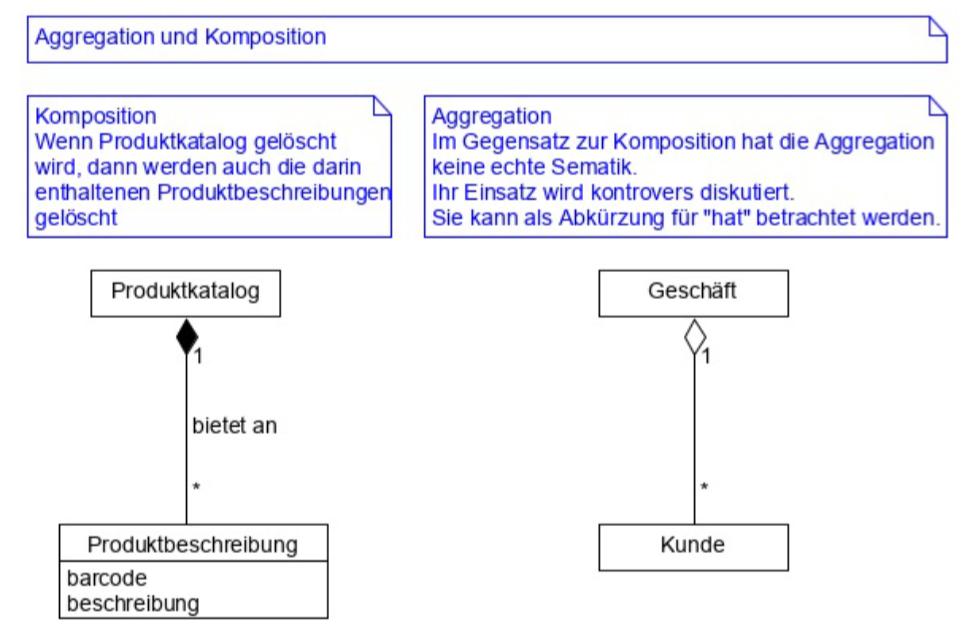 Aggregation und Komposition
Komposition
Wenn Produktkatalog gelöscht
wird, dann werden auch die darin
enthaltenen Produktbeschreibungen
gelöscht
Aggregation
Im Gegensatz zur Komposition hat die Aggregation
keine echte Sematik.
Ihr Einsatz wird kontrovers diskutiert.
Sie kann als Abkürzung für "hat" betrachtet werden.
Produktkatalog
1
bietet an
*
Produktbeschreibung
barcode
beschreibung
Geschäft
1
*
Kunde